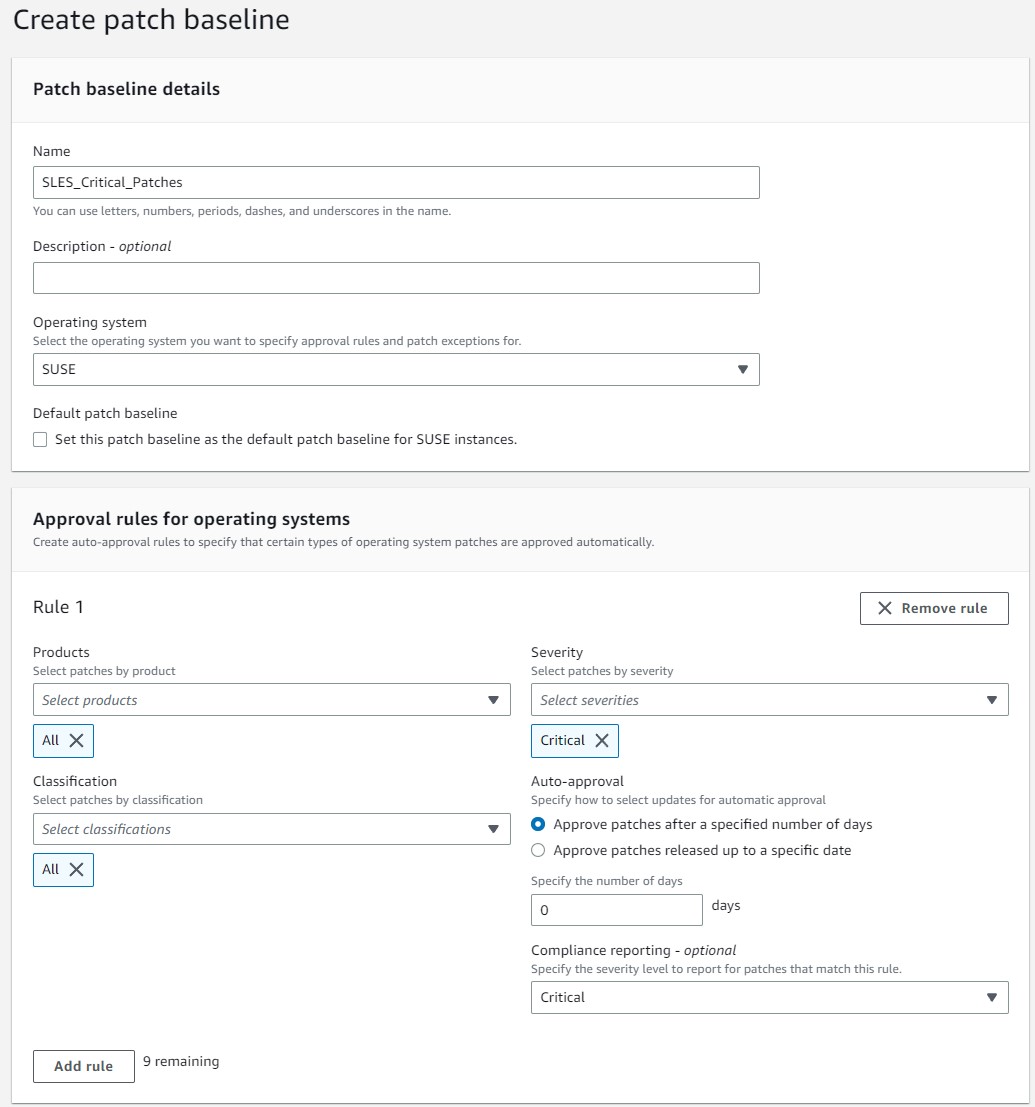 Create patch baseline
Patch baseline details
Name
SLES_Critical_Patches
You can use letters, numbers, periods, dashes, and underscores in the name.
Description - optional
Operating system
Select the operating system you want to specify approval rules and patch exceptions for.
SUSE
Default patch baseline
Set this patch baseline as the default patch baseline for SUSE instances.
Approval rules for operating systems
Create auto-approval rules to specify that certain types of operating system patches are approved automatically.
Rule 1
Remove rule
Products
Select patches by product
Select products
All
Severity
Select patches by severity
Select severities
Critical
Classification
Select patches by classification
Select classifications
All
Auto-approval
Specify how to select updates for automatic approval
Approve patches after a specified number of days
Approve patches released up to a specific date
Specify the number of days
0
days
Compliance reporting - optional
Specify the severity level to report for patches that match this rule.
Critical
Add rule
9 remaining